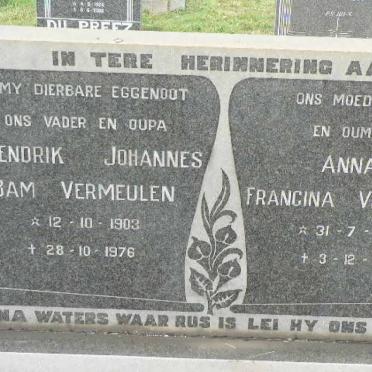 DU PREEZ
IN TERE HERINNERING AA
MY DIERBARE EGGENOOT
ONS VADER EN OUPA
ENDRIK JOHANNES
BAM VERMEULEN
☆ 12-10-1903
✝ 28-10-1976
ONS MOED
EN OUM
ANNA
FRANCINA V
☆ 31-7-
✝ 3-12-
NA WATERS WAAR RUS IS LEI HY ONS